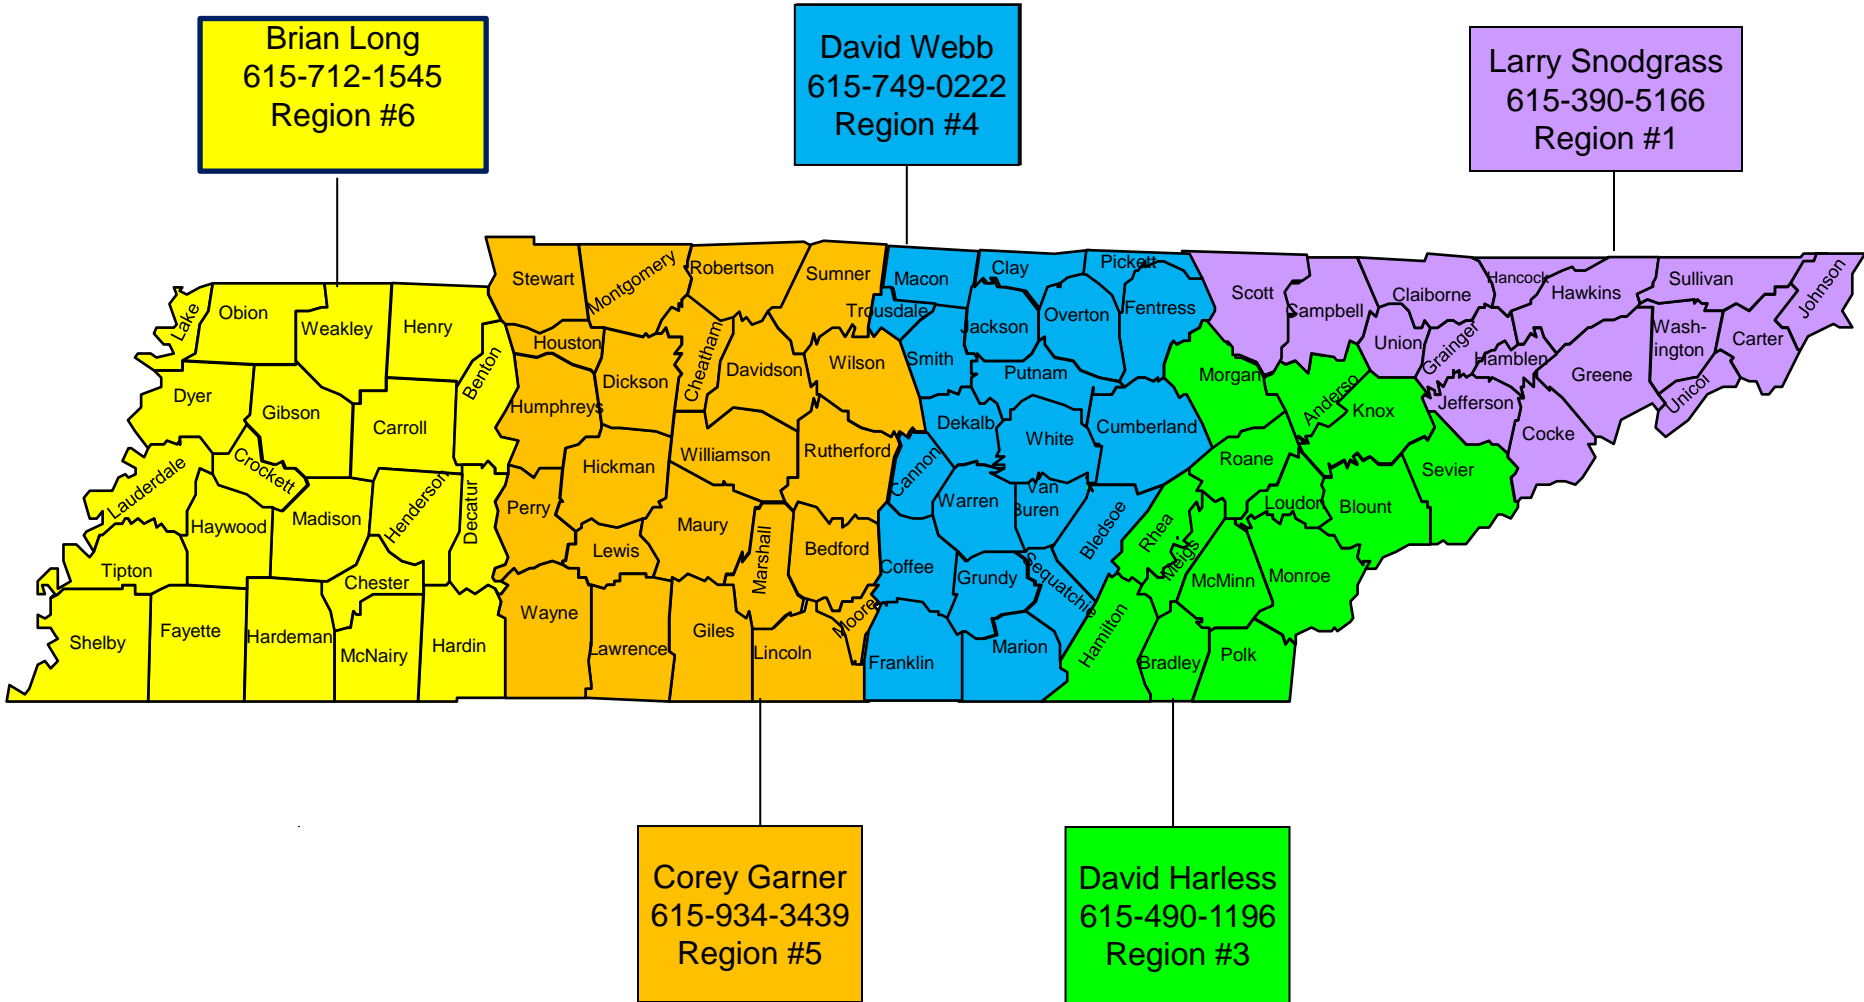 Brian Long
615-712-1545
Region #6
David Webb
615-749-0222
Region #4
Larry Snodgrass
615-390-5166
Region #1
Stewart
Montgomery
Robertson
Sumner
Macon
Clay
Pickett
Scott
Campbell
Claiborne
Hancock
Hawkins
Sullivan
Johnson
Lake
Obion
Weakley
Henry
Benton
Houston
Dickson
Cheatham
Davidson
Wilson
Trousdale
Smith
Jackson
Overton
Fentress
Union
Grainger
Hamblen
Greene
Wash-
ington
Carter
Unicoi
Dyer
Gibson
Carroll
Humphreys
Putnam
Morgan
Anderso
Knox
Jefferson
Cocke
Lauderdale
Crockett
Haywood
Madison
Henderson
Decatur
Perry
Hickman
Williamson
Rutherford
Cannon
Dekalb
White
Cumberland
Roane
Loudon
Blount
Sevier
Tipton
Chester
Lewis
Maury
Marshall
Bedford
Coffee
Warren
Van
Buren
Bledsoe
Rhea
Meigs
McMinn
Monroe
Shelby
Fayette
Hardeman
McNairy
Hardin
Wayne
Lawrence
Giles
Lincoln
Moore
Franklin
Grundy
Sequatchie
Marion
Hamilton
Bradley
Polk
Corey Garner
615-934-3439
Region #5
David Harless
615-490-1196
Region #3